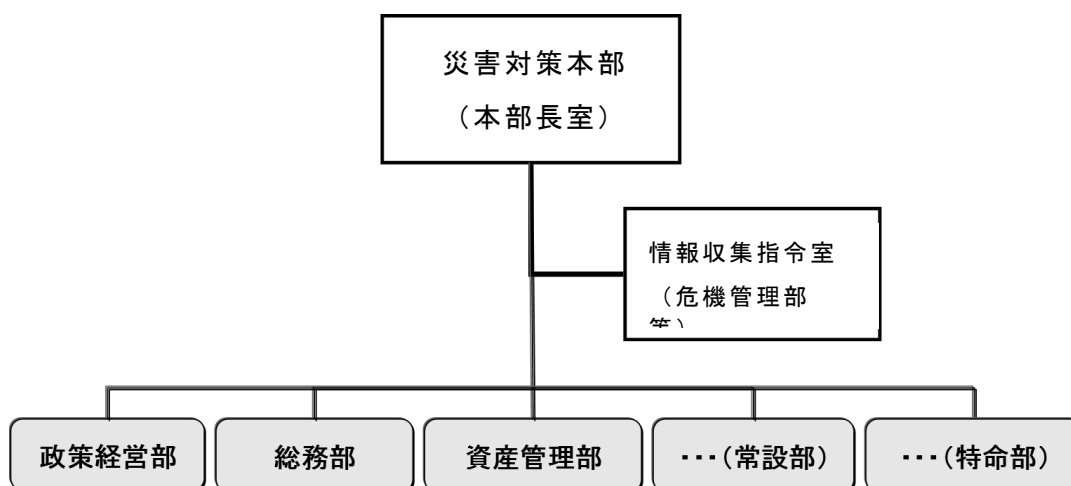 災害対策本部
（本部長室）
情報収集指令室
（危機管理部
等）
政策経営部
総務部
資産管理部
･･･(常設部)
･･･(特命部)